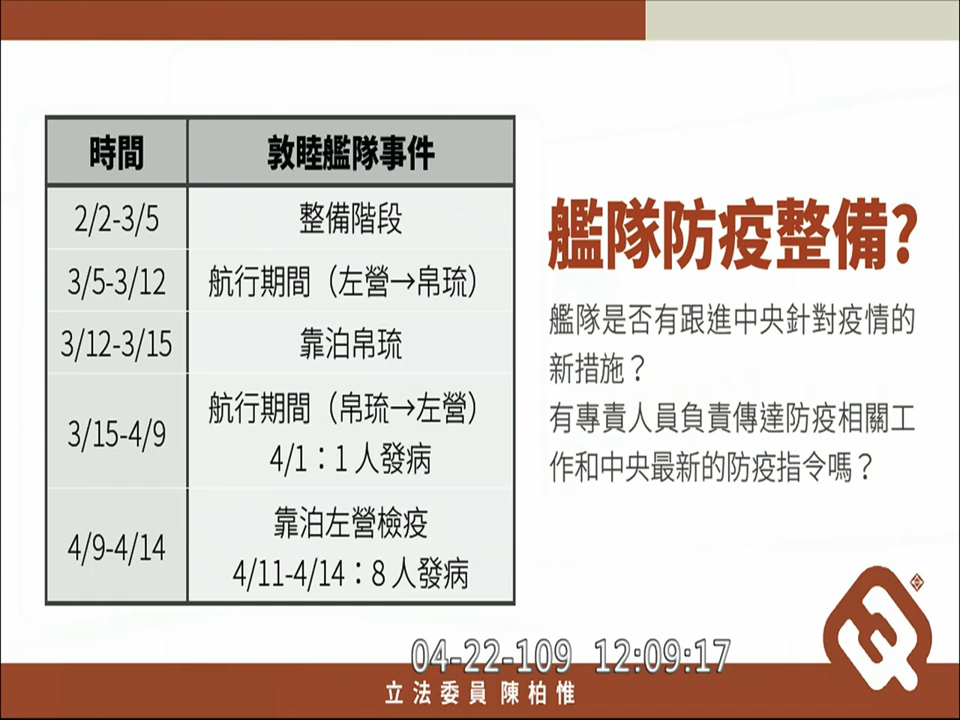 時間 敦睦艦隊事件
2/2-3/5 整備階段
3/5-3/12 航行期間（左營→帛琉）
3/12-3/15 靠泊帛琉
3/15-4/9 航行期間（帛琉→左營）
4/1：1人發病
4/9-4/14 靠泊左營檢疫
4/11-4/14：8人發病
艦隊防疫整備?
艦隊是否有跟進中央針對疫情的
新措施？
有專責人員負責傳達防疫相關工
作和中央最新的防疫指令嗎？
04-22-109 12:09:17
立法委員 陳柏惟